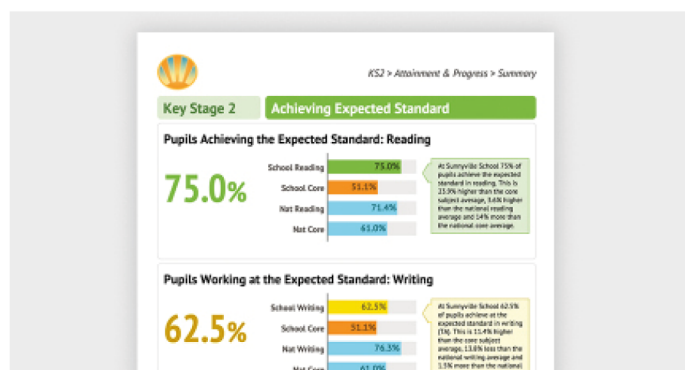 KS2 > Attainment & Progress > Summary
Key Stage 2
Achieving Expected Standard
Pupils Achieving the Expected Standard: Reading
75.0%
School Reading 75.0%
School Core 51.1%
Nat Reading 71.4%
Nat Core 61.0%
At Sunnyville School 75% of
pupils achieve the expected
standard in reading. This is
23.9% higher than the core
subject average, 3.6% higher
than the national reading
average and 14% more than
the national core average.
Pupils Working at the Expected Standard: Writing
62.5%
School Writing 62.5%
School Core 51.1%
Nat Writing 76.3%
Nat Core 61.0%
At Sunnyville School 62.5%
of pupils achieve at the
expected standard in writing
(TA). This is 11.4% higher
than the core subject
average, 13.8% less than the
national writing average and
1.5% more than the national